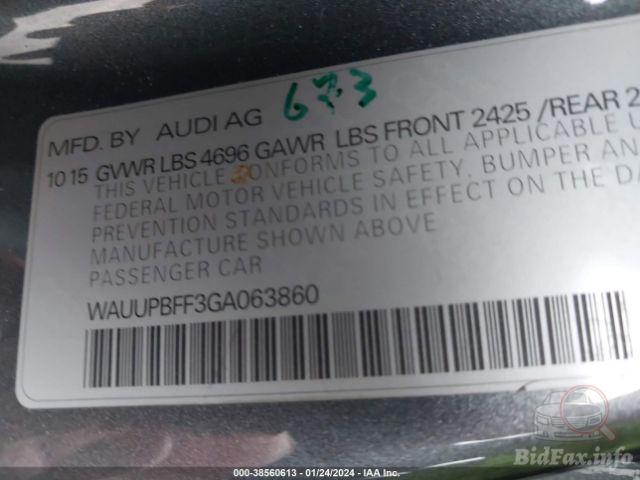 673
MFD. BY AUDI AG
10 15 GVWR LBS 4696 GAWR LBS FRONT 2425 /REAR 2
THIS VEHICLE CONFORMS TO ALL APPLICABLE U
FEDERAL MOTOR VEHICLE SAFETY, BUMPER AN
PREVENTION STANDARDS IN EFFECT ON THE DA
MANUFACTURE SHOWN ABOVE
PASSENGER CAR
WAUUPBFF3GA063860
BidFax.info
000-38560613 - 01/24/2024 - IAA Inc.